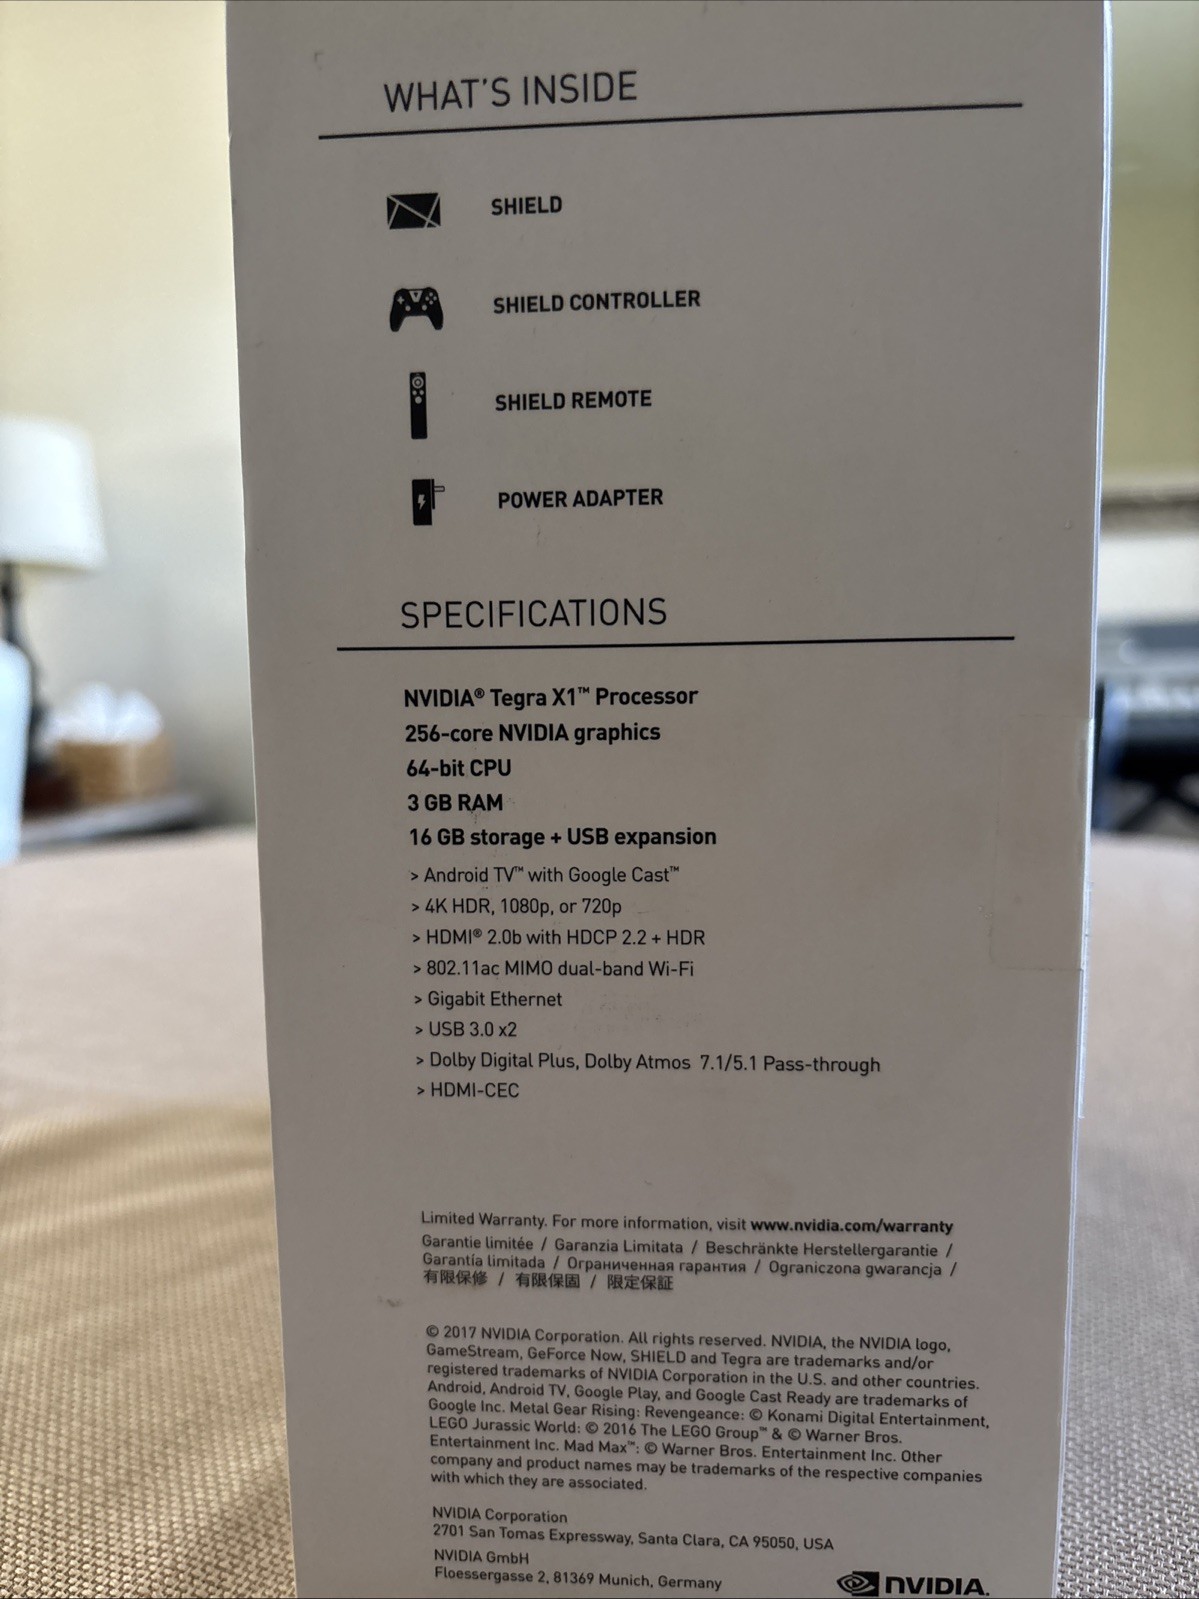 WHAT'S INSIDE
SHIELD
SHIELD CONTROLLER
SHIELD REMOTE
POWER ADAPTER
SPECIFICATIONS
NVIDIA® Tegra X1™ Processor
256-core NVIDIA graphics
64-bit CPU
3 GB RAM
16 GB storage + USB expansion
> Android TV™ with Google Cast™
> 4K HDR, 1080p, or 720p
> HDMI® 2.0b with HDCP 2.2 + HDR
> 802.11ac MIMO dual-band Wi-Fi
> Gigabit Ethernet
> USB 3.0 x2
> Dolby Digital Plus, Dolby Atmos 7.1/5.1 Pass-through
> HDMI-CEC
Limited Warranty. For more information, visit www.nvidia.com/warranty
Garantie limitée / Garanzia Limitata / Beschränkte Herstellergarantie /
Garantía limitada / Ограниченная гарантия / Ograniczona gwarancja /
有限保修 / 有限保固 / 限定保証
© 2017 NVIDIA Corporation. All rights reserved. NVIDIA, the NVIDIA logo,
GameStream, GeForce Now, SHIELD and Tegra are trademarks and/or
registered trademarks of NVIDIA Corporation in the U.S. and other countries.
Android, Android TV, Google Play, and Google Cast Ready are trademarks of
Google Inc. Metal Gear Rising: Revengeance: © Konami Digital Entertainment,
LEGO Jurassic World: © 2016 The LEGO Group™ & © Warner Bros.
Entertainment Inc. Mad Max™: © Warner Bros. Entertainment Inc. Other
company and product names may be trademarks of the respective companies
with which they are associated.
NVIDIA Corporation
2701 San Tomas Expressway, Santa Clara, CA 95050, USA
NVIDIA GmbH
Floessergasse 2, 81369 Munich, Germany
NVIDIA.